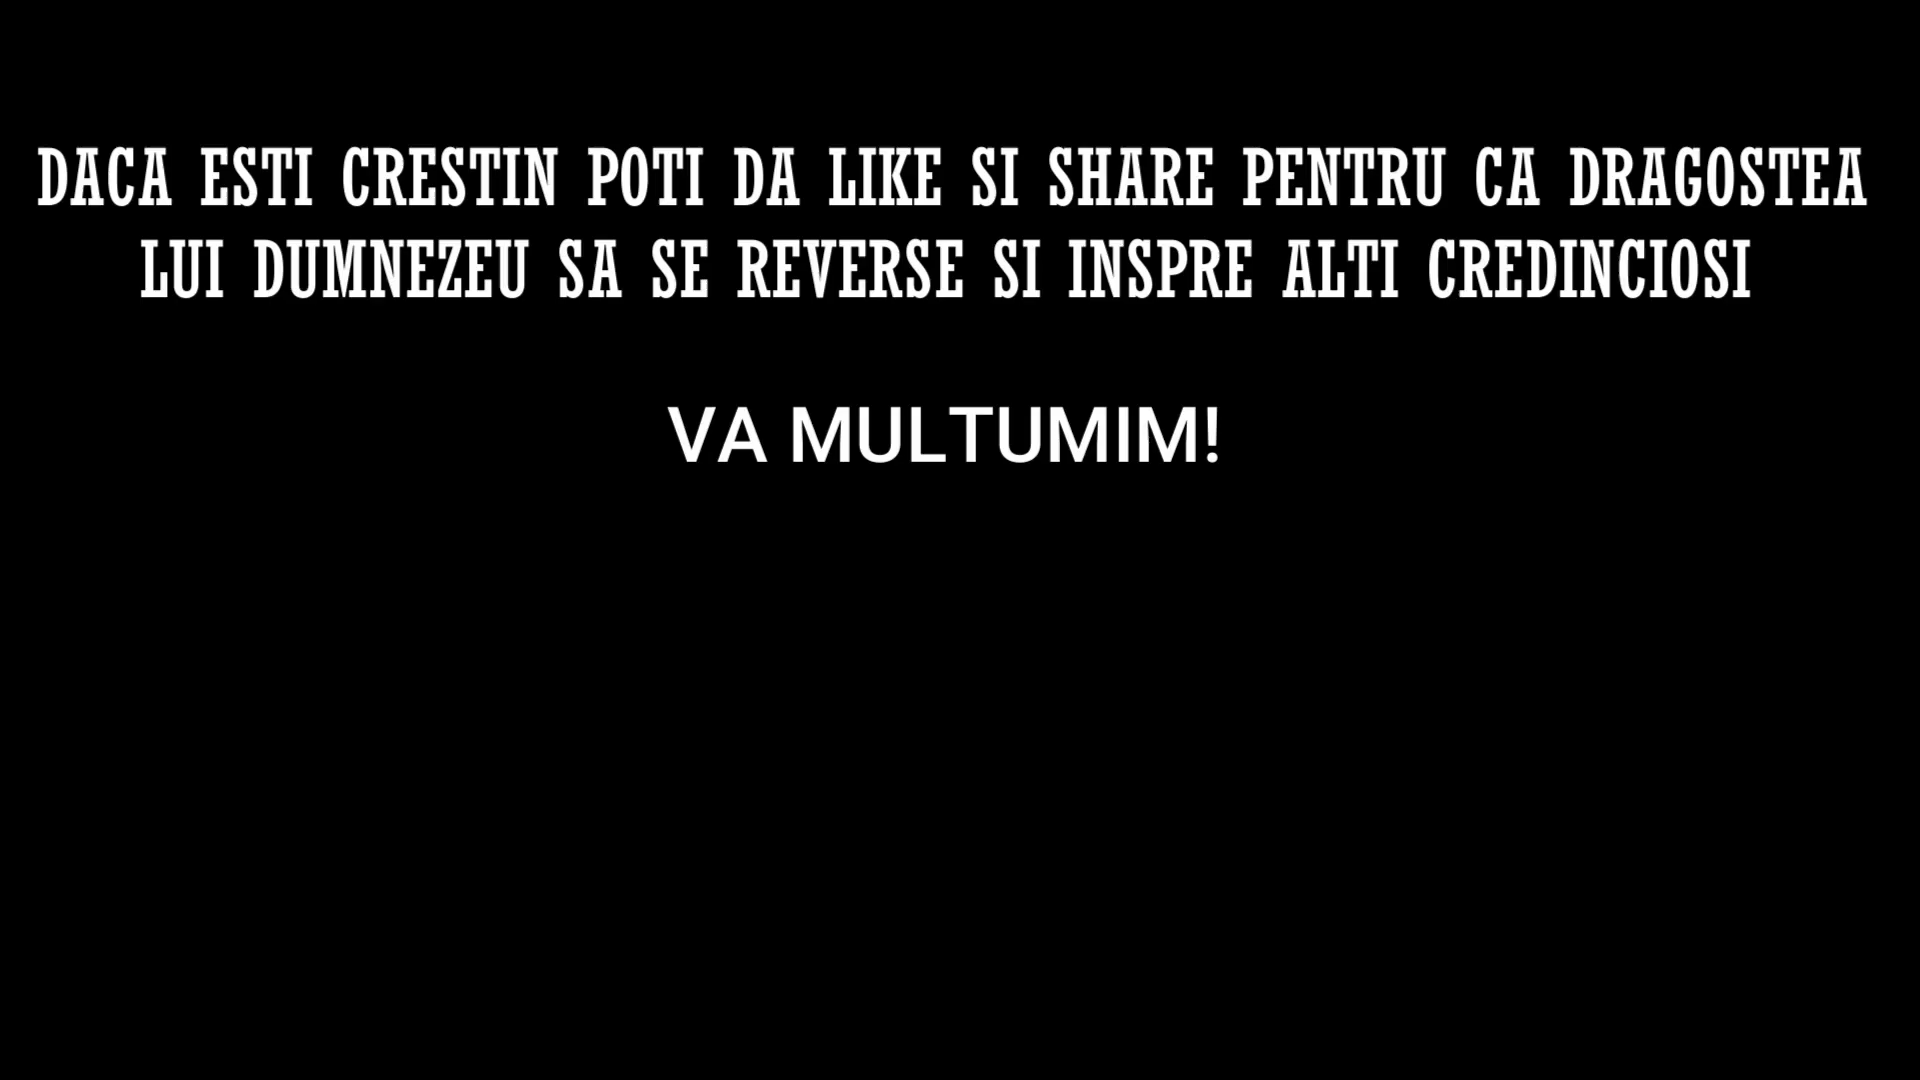 DACA ESTI CRESTIN POTI DA LIKE SI SHARE PENTRU CA DRAGOSTEA
LUI DUMNEZEU SA SE REVERSE SI INSPRE ALTI CREDINCIOSI
VA MULTUMIM!